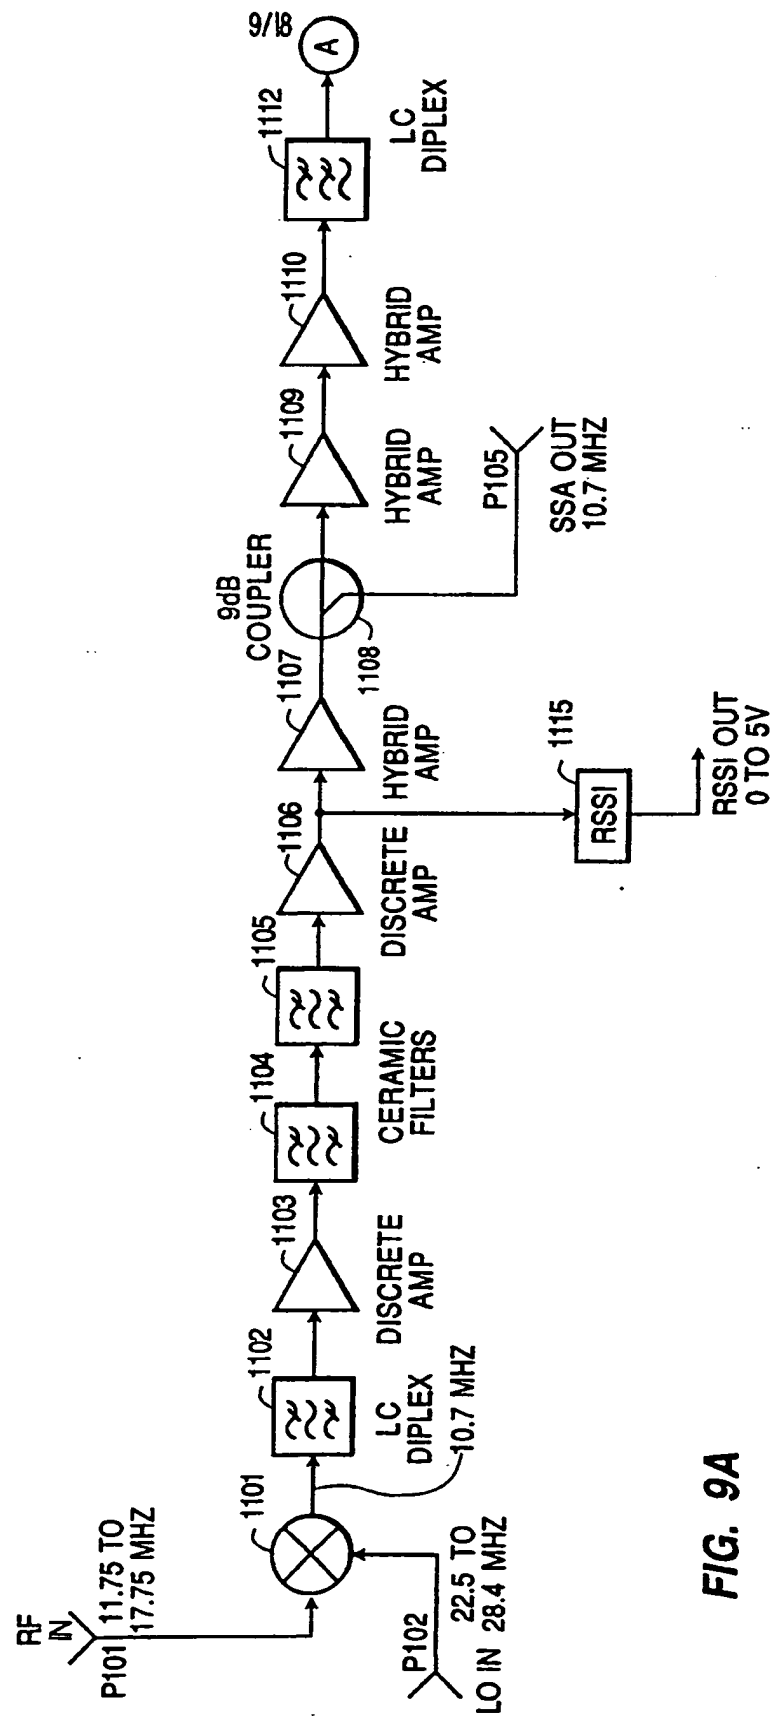 RF
IN
P101
11.75 TO
17.75 MHZ
1101
P102
22.5 TO
LO IN 28.4 MHZ
10.7 MHZ
1102
LC
DIPLEX
1103
DISCRETE
AMP
1104
1105
CERAMIC
FILTERS
1106
DISCRETE
AMP
1107
HYBRID
AMP
1115
RSSI
RSSI OUT
0 TO 5V
9dB
COUPLER
1108
P105
SSA OUT
10.7 MHZ
1109
HYBRID
AMP
1110
HYBRID
AMP
1112
LC
DIPLEX
A
FIG. 9A